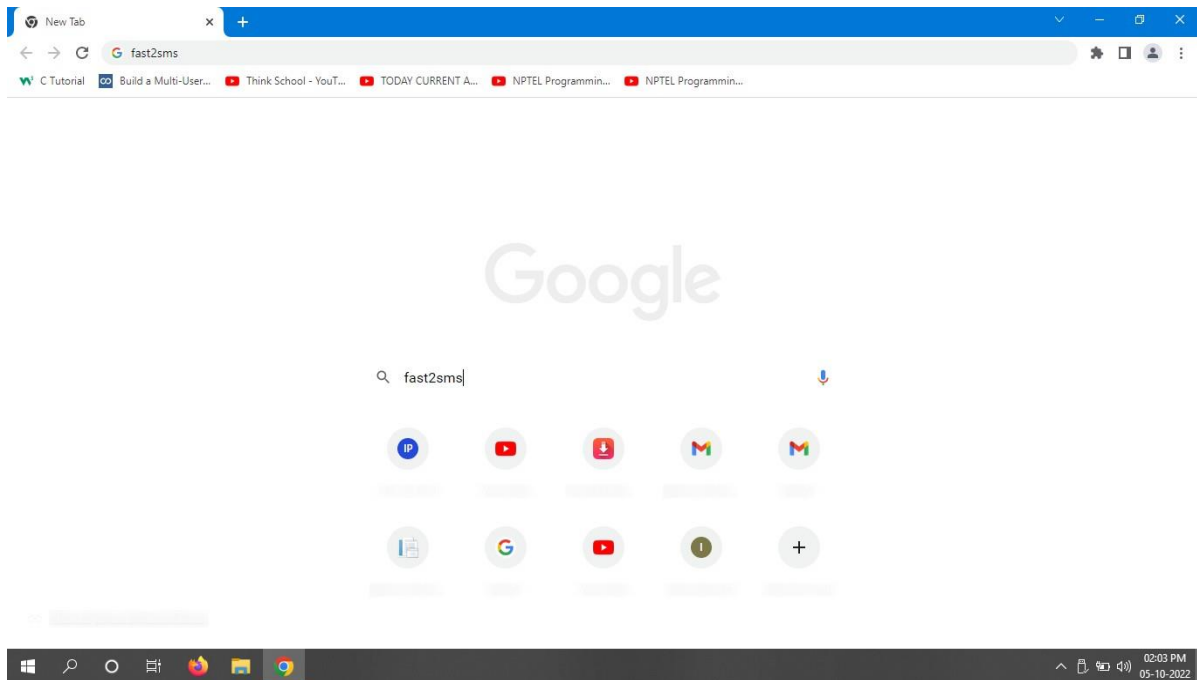 New Tab
fast2sms
C Tutorial Build a Multi-User... Think School - YouT... TODAY CURRENT A... NPTEL Programmin... NPTEL Programmin...
Google
fast2sms
IP
I
02:03 PM
05-10-2022